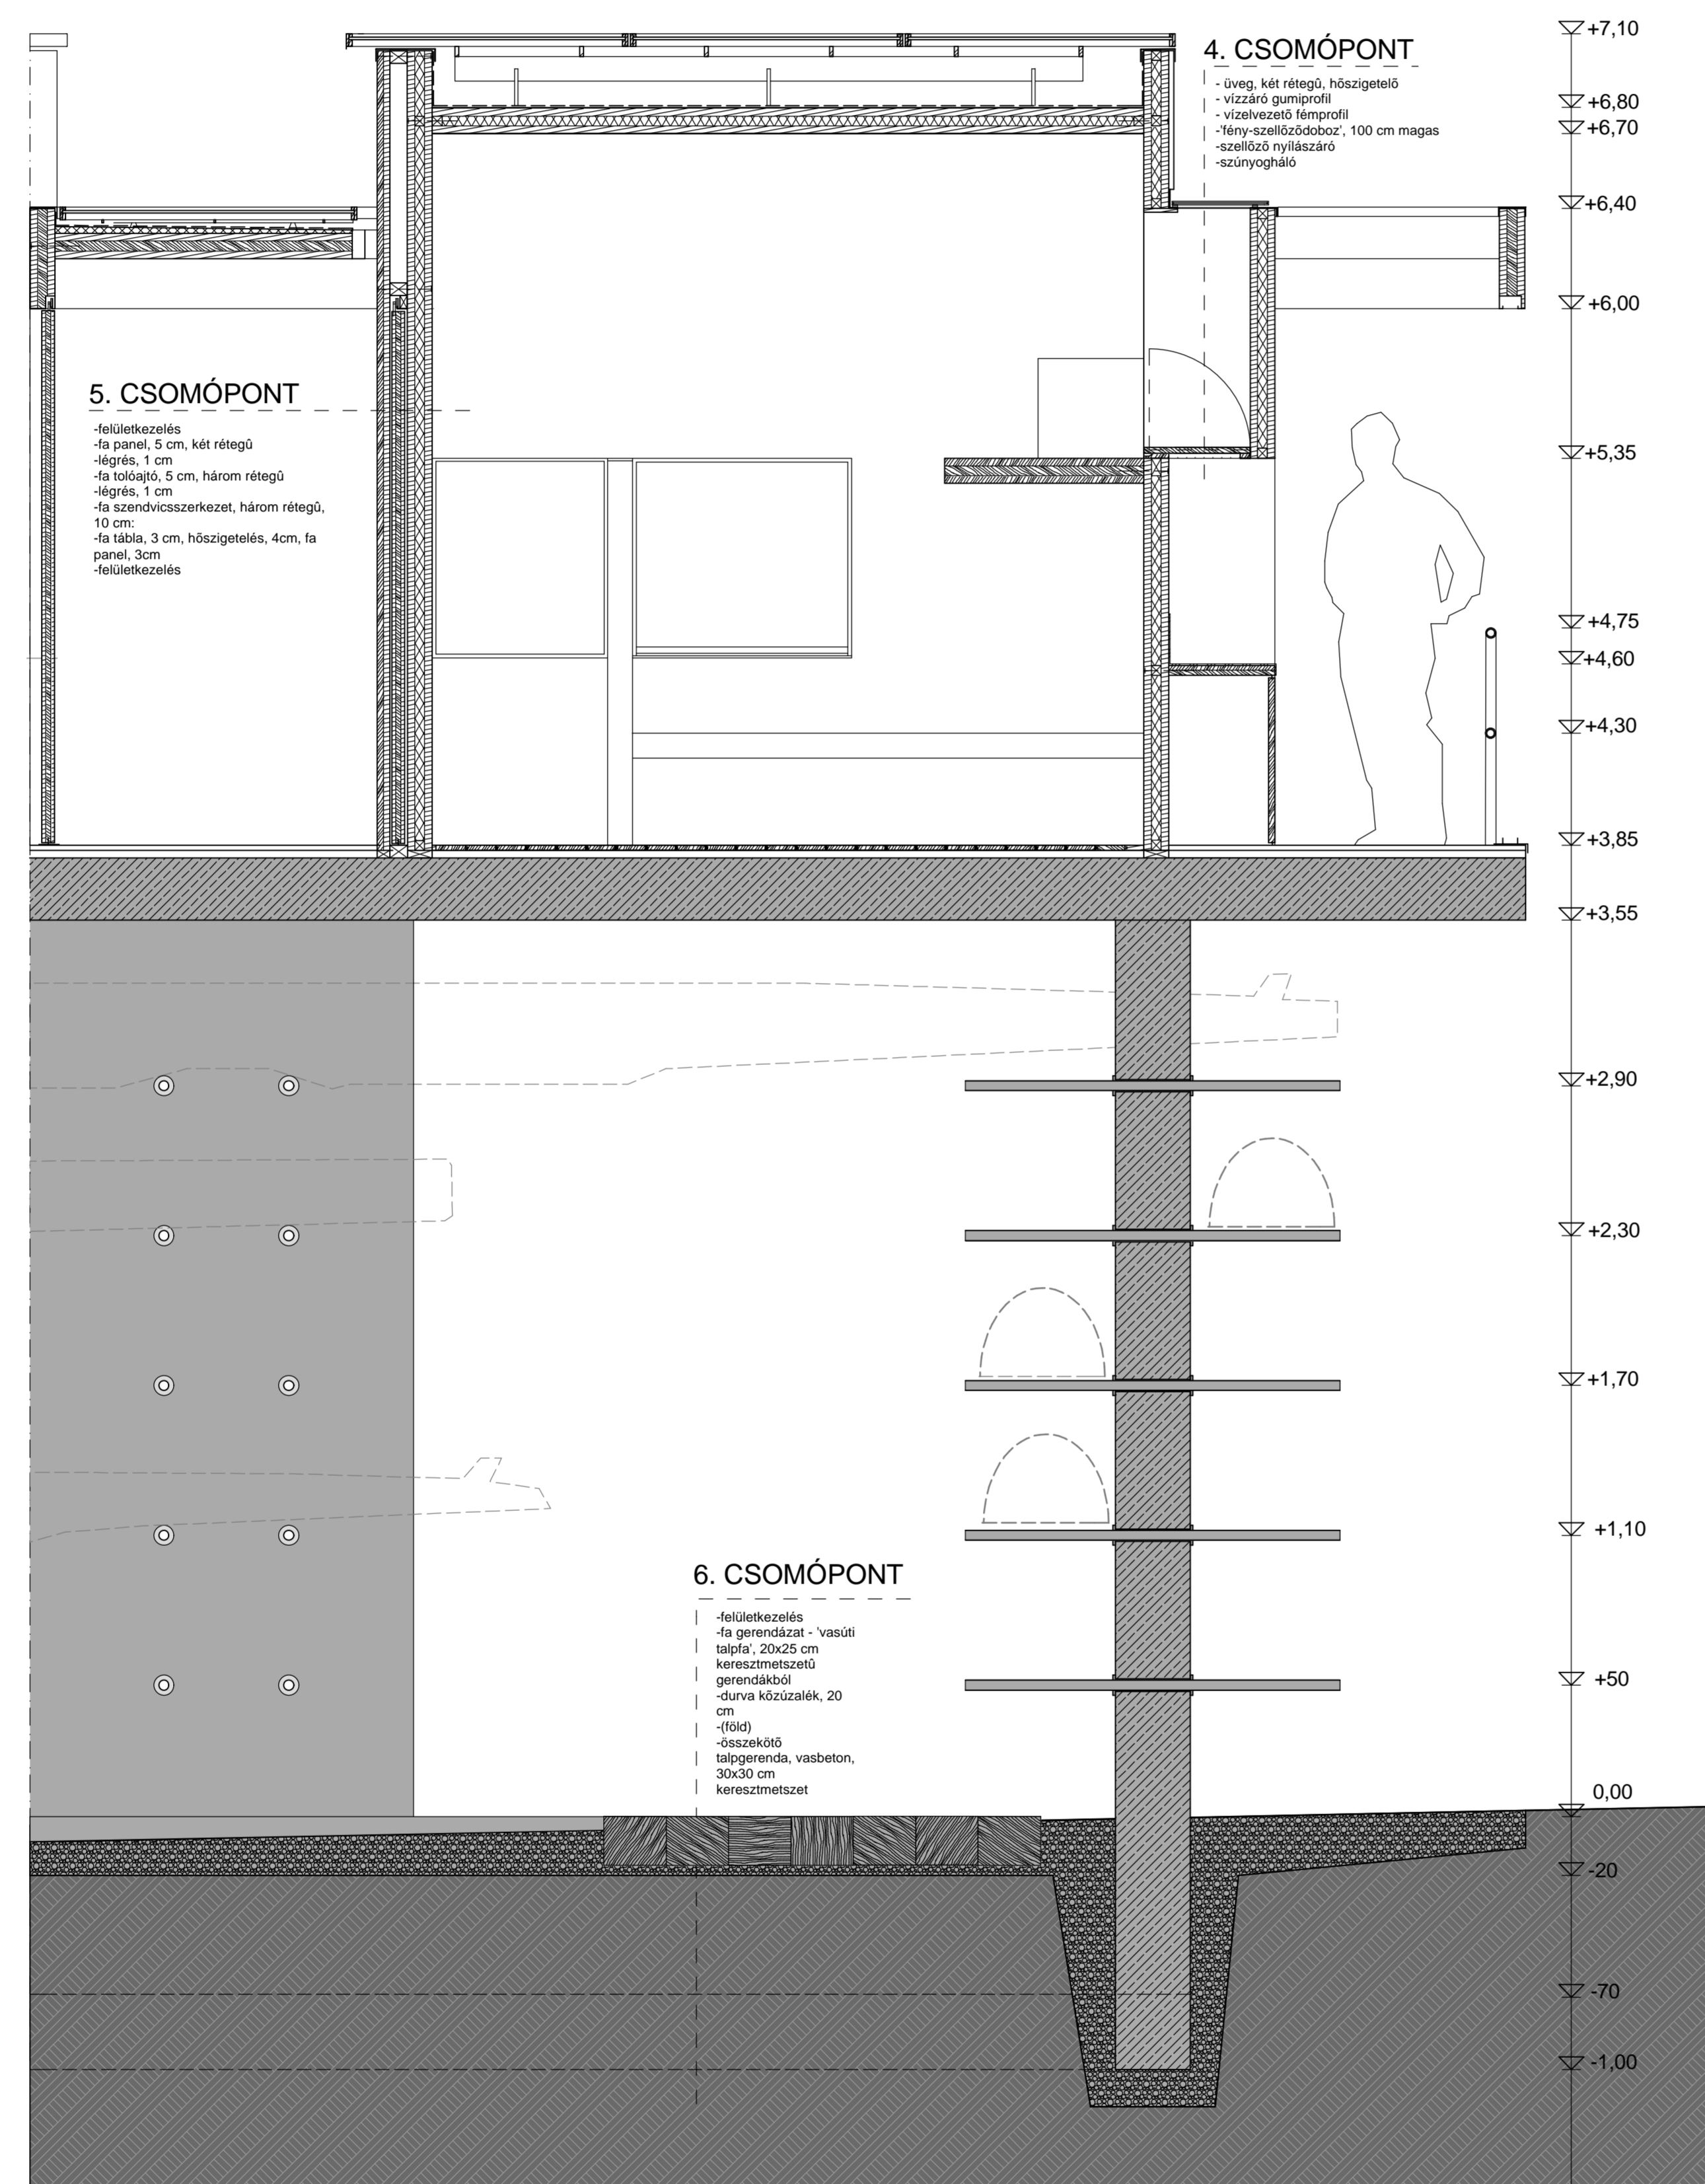 +7,10
4. CSOMÓPONT
- üveg, két rétegû, hõszigetelõ
- vízzáró gumiprofil
- vízelvezetõ fémprofil
-'fény-szellõzõdoboz', 100 cm magas
-szellõzõ nyílászáró
-szúnyogháló
+6,80
+6,70
+6,40
+6,00
5. CSOMÓPONT
-felületkezelés
-fa panel, 5 cm, két rétegû
-légrés, 1 cm
-fa tolóajtó, 5 cm, három rétegû
-légrés, 1 cm
-fa szendvicsszerkezet, három rétegû,
10 cm:
-fa tábla, 3 cm, hõszigetelés, 4cm, fa
panel, 3cm
-felületkezelés
+5,35
+4,75
+4,60
+4,30
+3,85
+3,55
+2,90
+2,30
+1,70
+1,10
6. CSOMÓPONT
-felületkezelés
-fa gerendázat - 'vasúti
talpfa', 20x25 cm
keresztmetszetû
gerendákból
-durva kõzúzalék, 20
cm
-(föld)
-összekötõ
talpgerenda, vasbeton,
30x30 cm
keresztmetszet
+50
0,00
-20
-70
-1,00